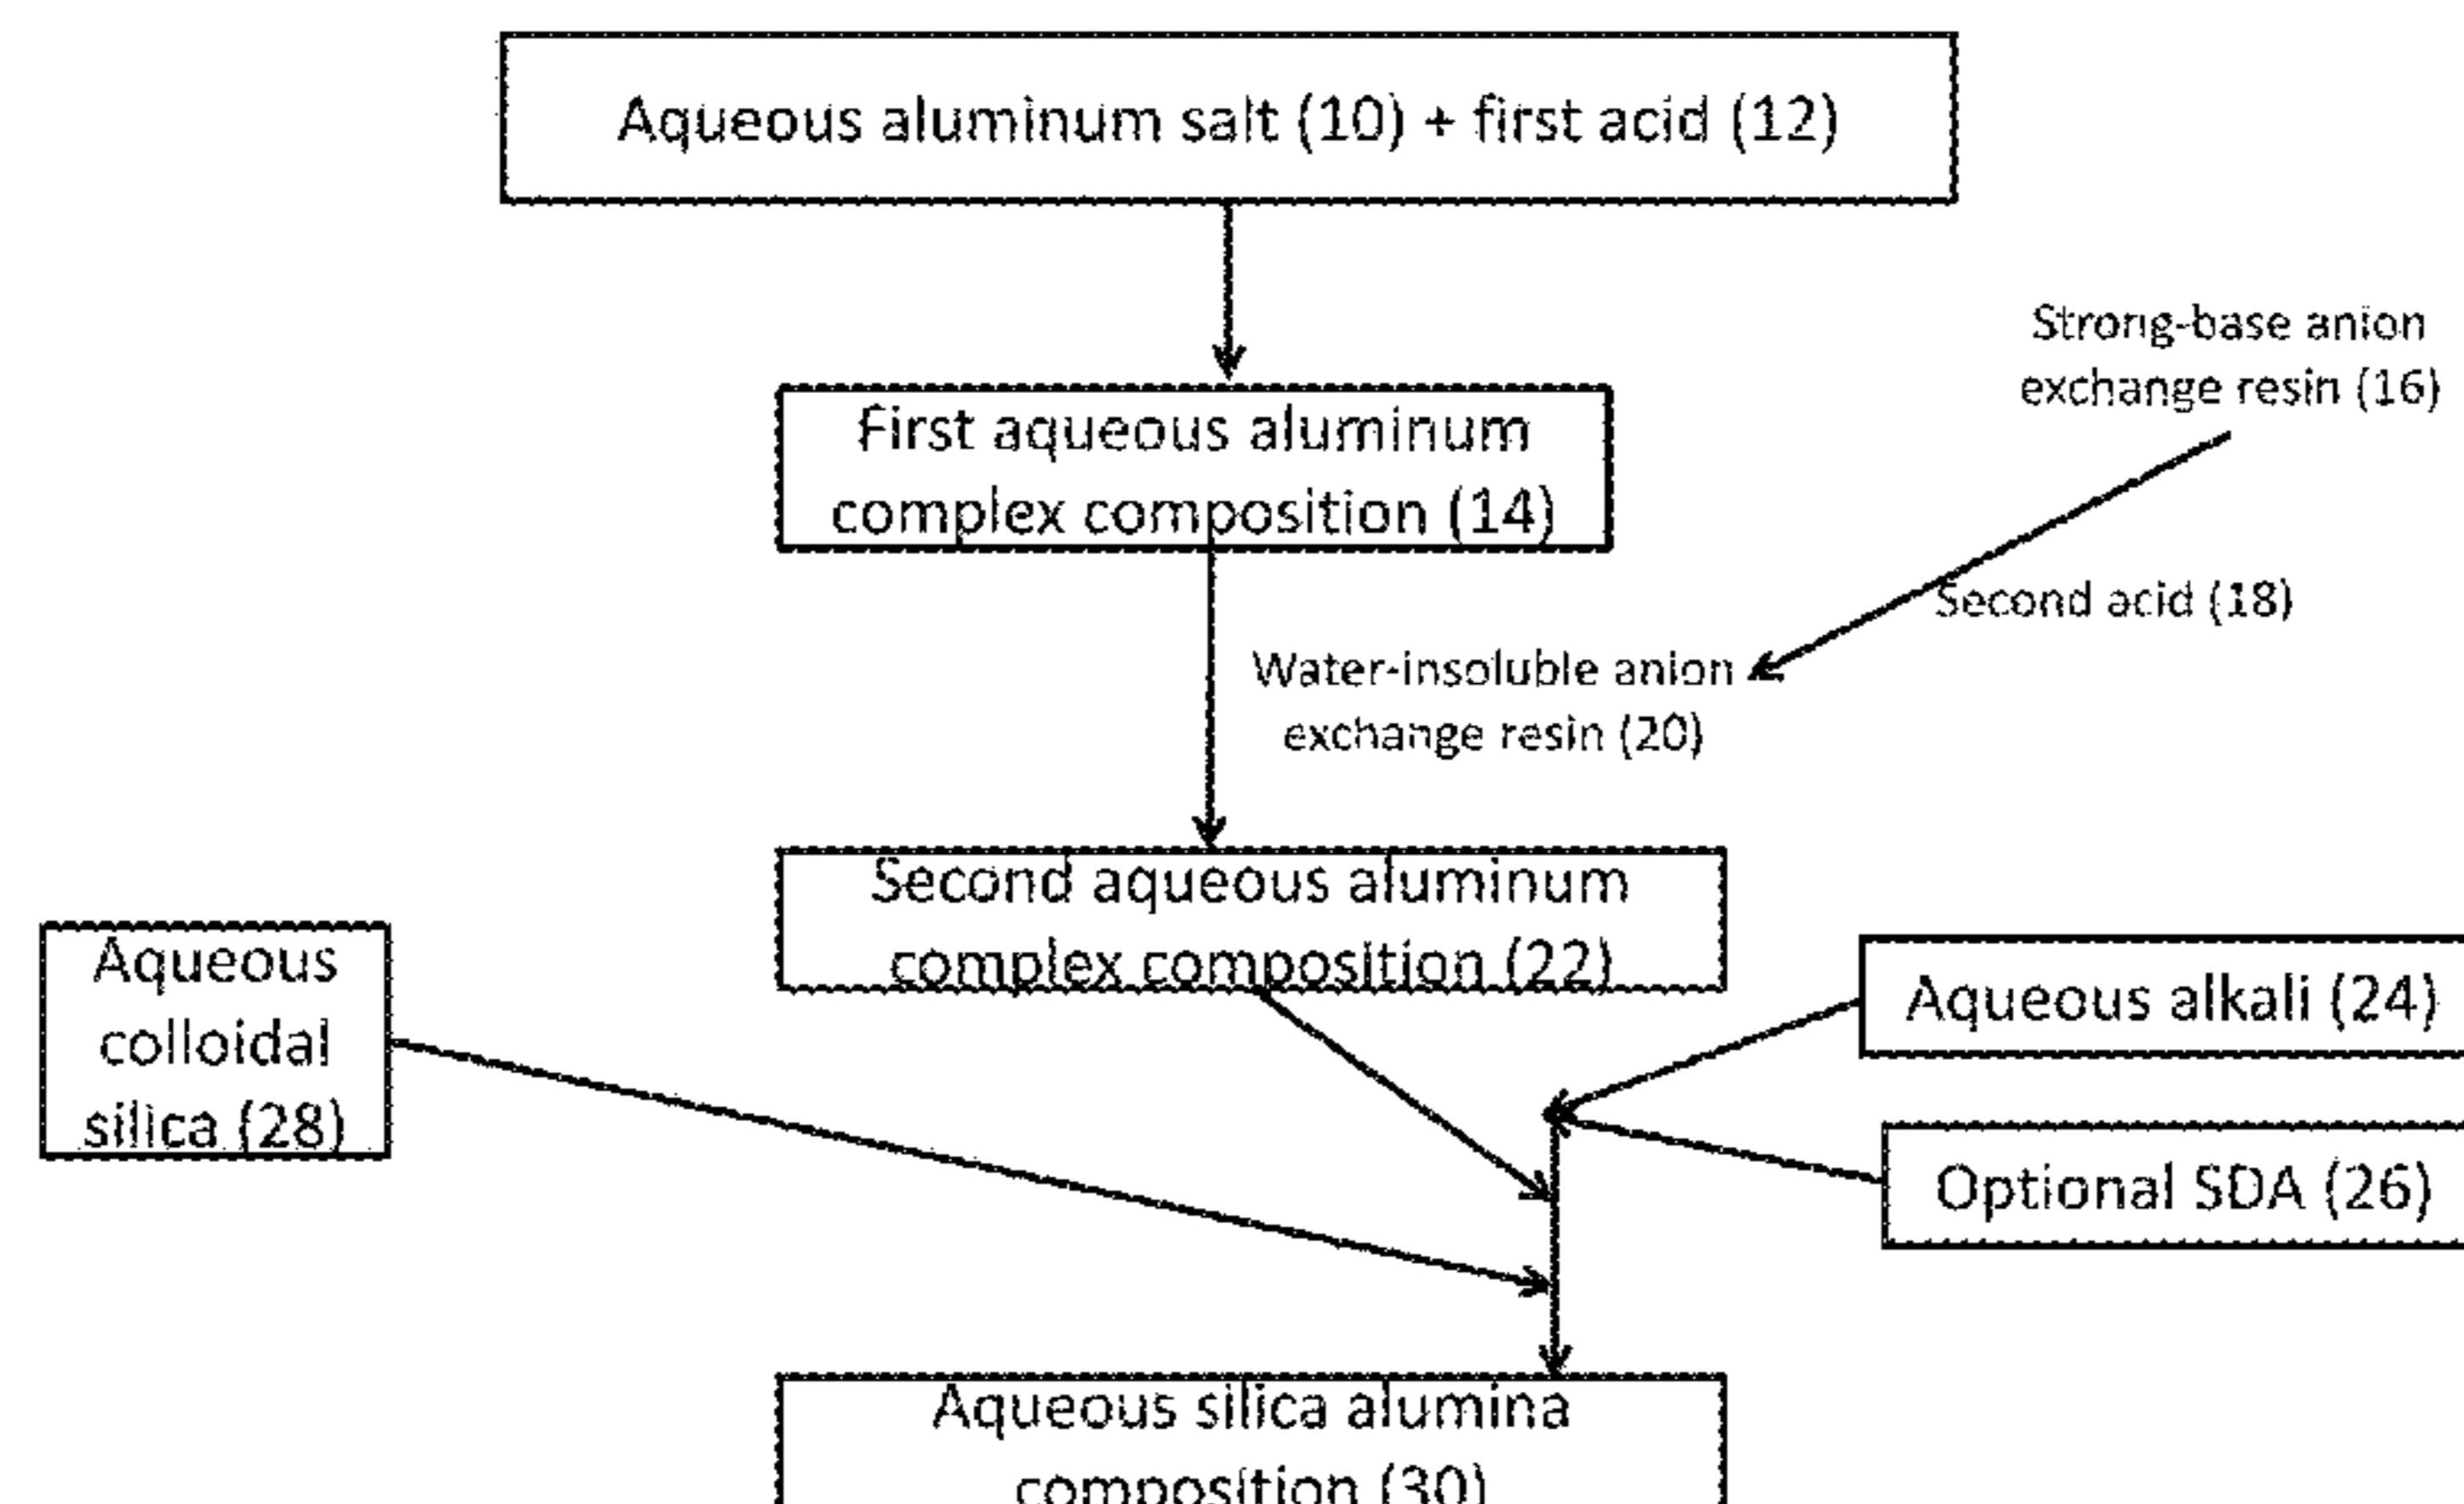 Aqueous aluminum salt (10) + first acid (12)
Strong-base anion
exchange resin (16)
First aqueous aluminum
complex composition (14)
Second acid (18)
Water-insoluble anion
exchange resin (20)
Second aqueous aluminum
complex composition (22)
Aqueous
colloidal
silica (28)
Aqueous alkali (24)
Optional SDA (26)
Aqueous silica alumina
composition (30)